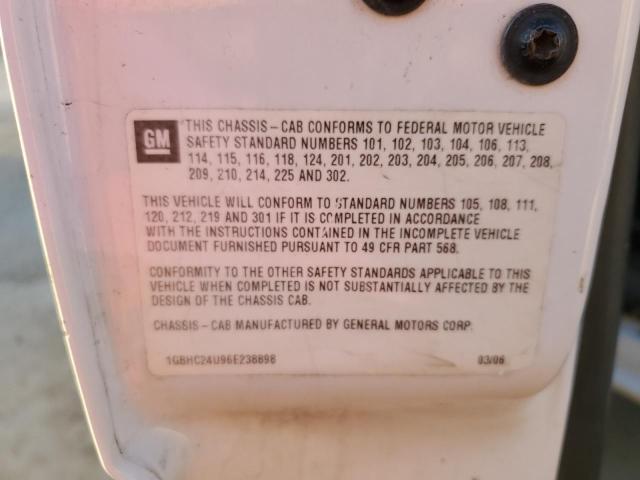 GM
THIS CHASSIS-CAB CONFORMS TO FEDERAL MOTOR VEHICLE
SAFETY STANDARD NUMBERS 101, 102, 103, 104, 106, 113,
114, 115, 116, 118, 124, 201, 202, 203, 204, 205, 206, 207, 208,
209, 210, 214, 225 AND 302.
THIS VEHICLE WILL CONFORM TO STANDARD NUMBERS 105, 108, 111,
120, 212, 219 AND 301 IF IT IS COMPLETED IN ACCORDANCE
WITH THE INSTRUCTIONS CONTAINED IN THE INCOMPLETE VEHICLE
DOCUMENT FURNISHED PURSUANT TO 49 CFR PART 568.
CONFORMITY TO THE OTHER SAFETY STANDARDS APPLICABLE TO THIS
VEHICLE WHEN COMPLETED IS NOT SUBSTANTIALLY AFFECTED BY THE
DESIGN OF THE CHASSIS CAB.
CHASSIS-CAB MANUFACTURED BY GENERAL MOTORS CORP.
1GBHC24U96E238898 03/06